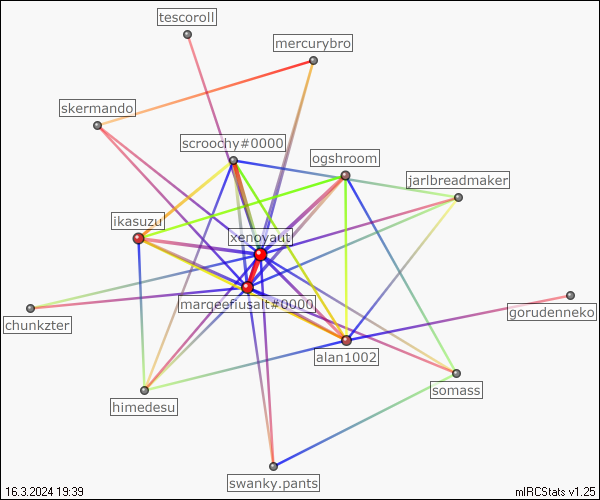 tescoroll
mercurybro
skermando
scroochy#0000
ogshroom
jarlbreadmaker
ikasuzu
xenoyaut
marqeefiusalt#0000
gorudenneko
chunkzter
alan1002
somass
himedesu
swanky.pants
16.3.2024 19:39
mIRCStats v1.25